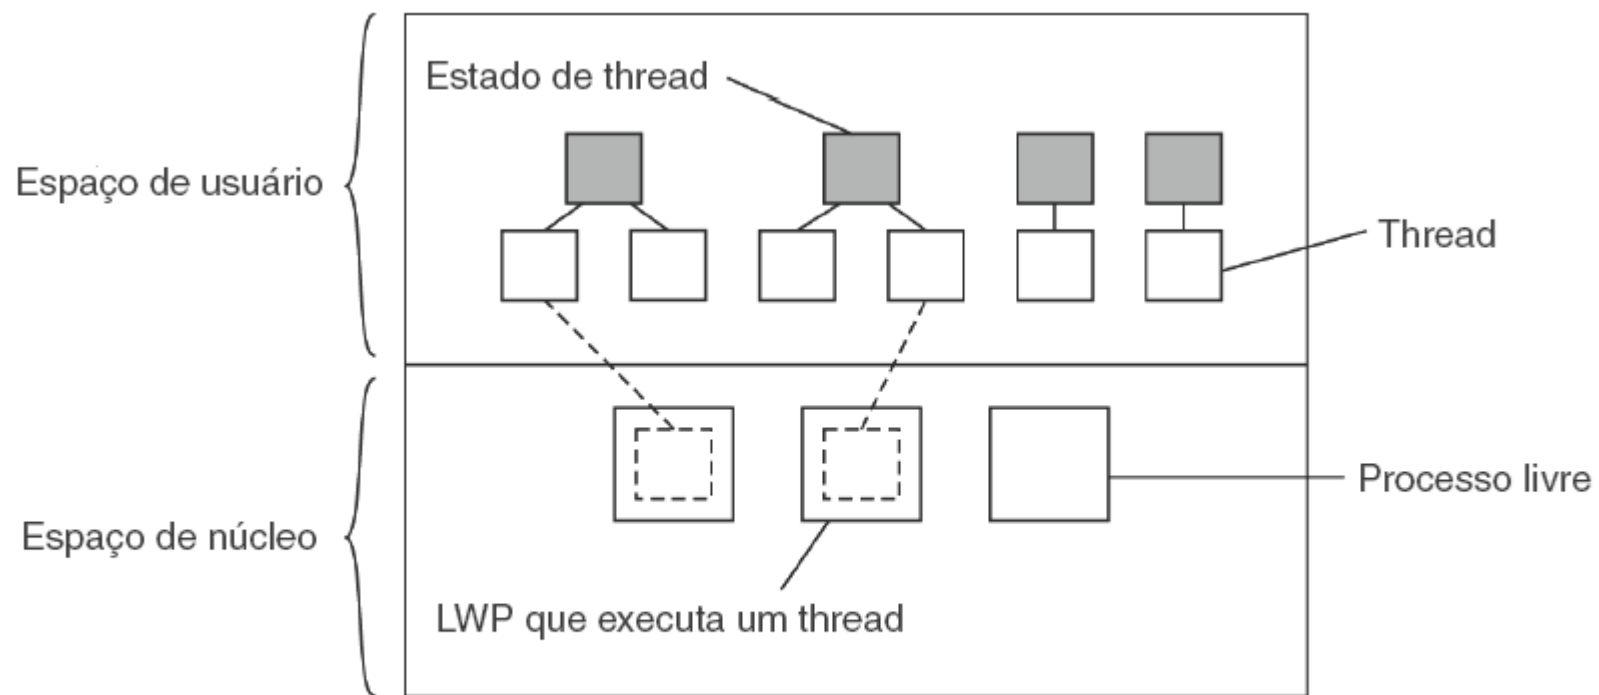 Estado de thread
Espaço de usuário
Thread
Processo livre
Espaço de núcleo
LWP que executa um thread